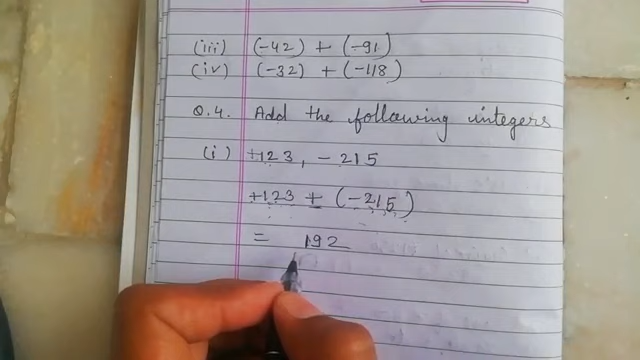 (iii) (-42) + (-91)
(iv) (-32) + (-118)
Q.4. Add the following integers
(i) +123, -215
+123 + (-215)
= 192